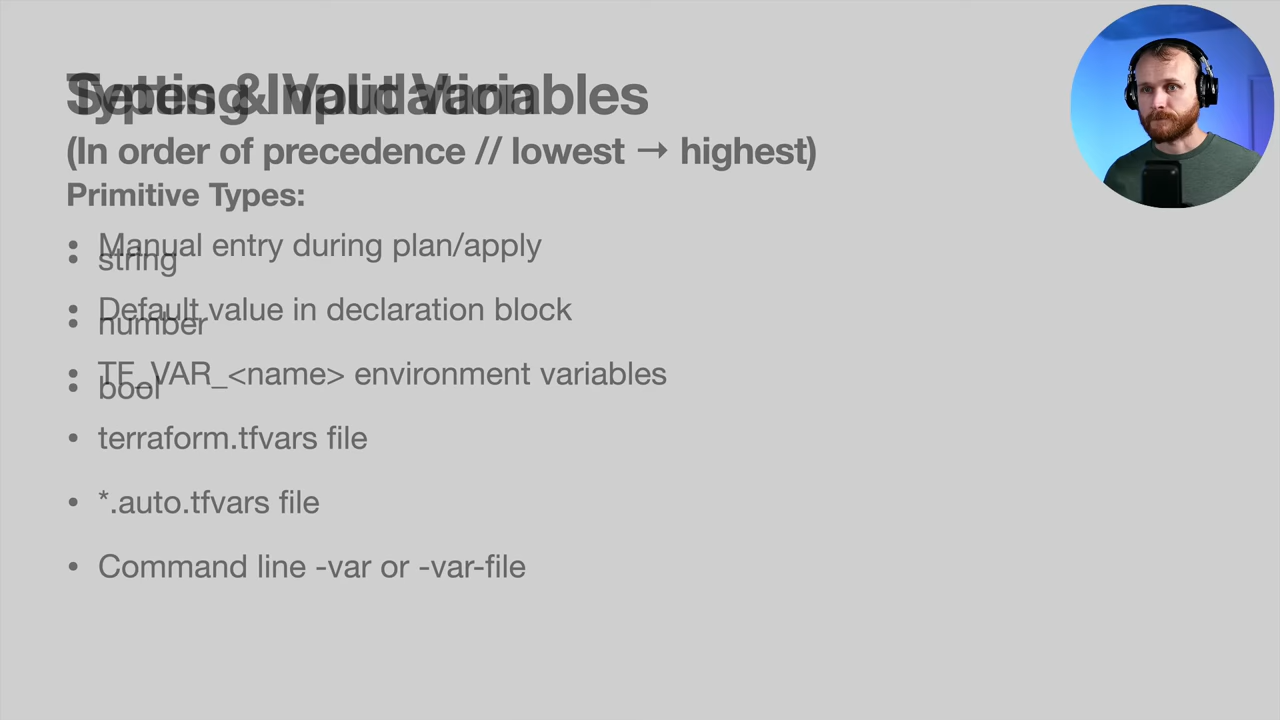 Setting Input Variables
Types & Validation
(In order of precedence // lowest → highest)
Primitive Types:
• Manual entry during plan/apply
• string
• Default value in declaration block
• number
• TF_VAR_<name> environment variables
• bool
• terraform.tfvars file
• *.auto.tfvars file
• Command line -var or -var-file